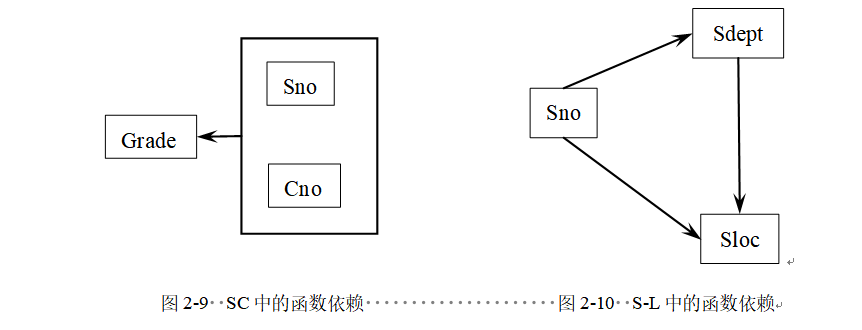 Sdept
Sno
Sno
Grade
Cno
Sloc
图 2-9 SC 中的函数依赖 图 2-10 S-L 中的函数依赖